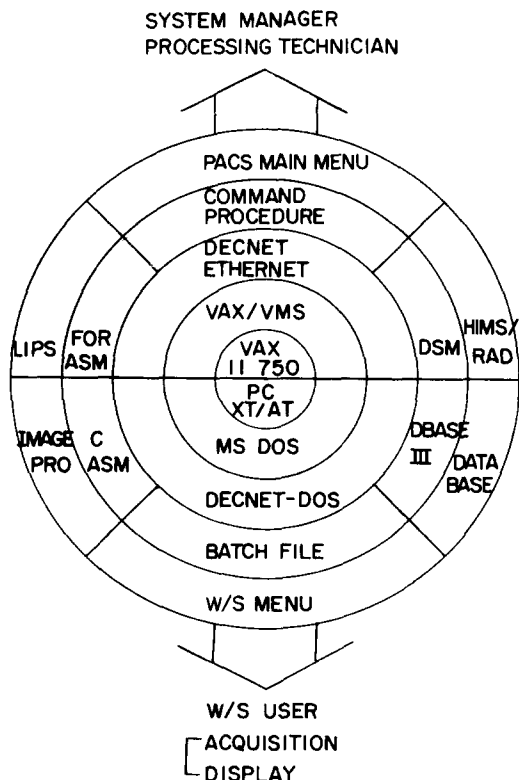 SYSTEM MANAGER
PROCESSING TECHNICIAN
PACS MAIN MENU
COMMAND
PROCEDURE
DECNET
ETHERNET
VAX/VMS
VAX
11 750
LIPS
FOR
ASM
DSM
HIMS/
RAD
PC
XT/AT
MS DOS
IMAGE
PRO
C
ASM
DBASE
III
DATA
BASE
DECNET-DOS
BATCH FILE
W/S MENU
W/S USER
ACQUISITION
DISPLAY